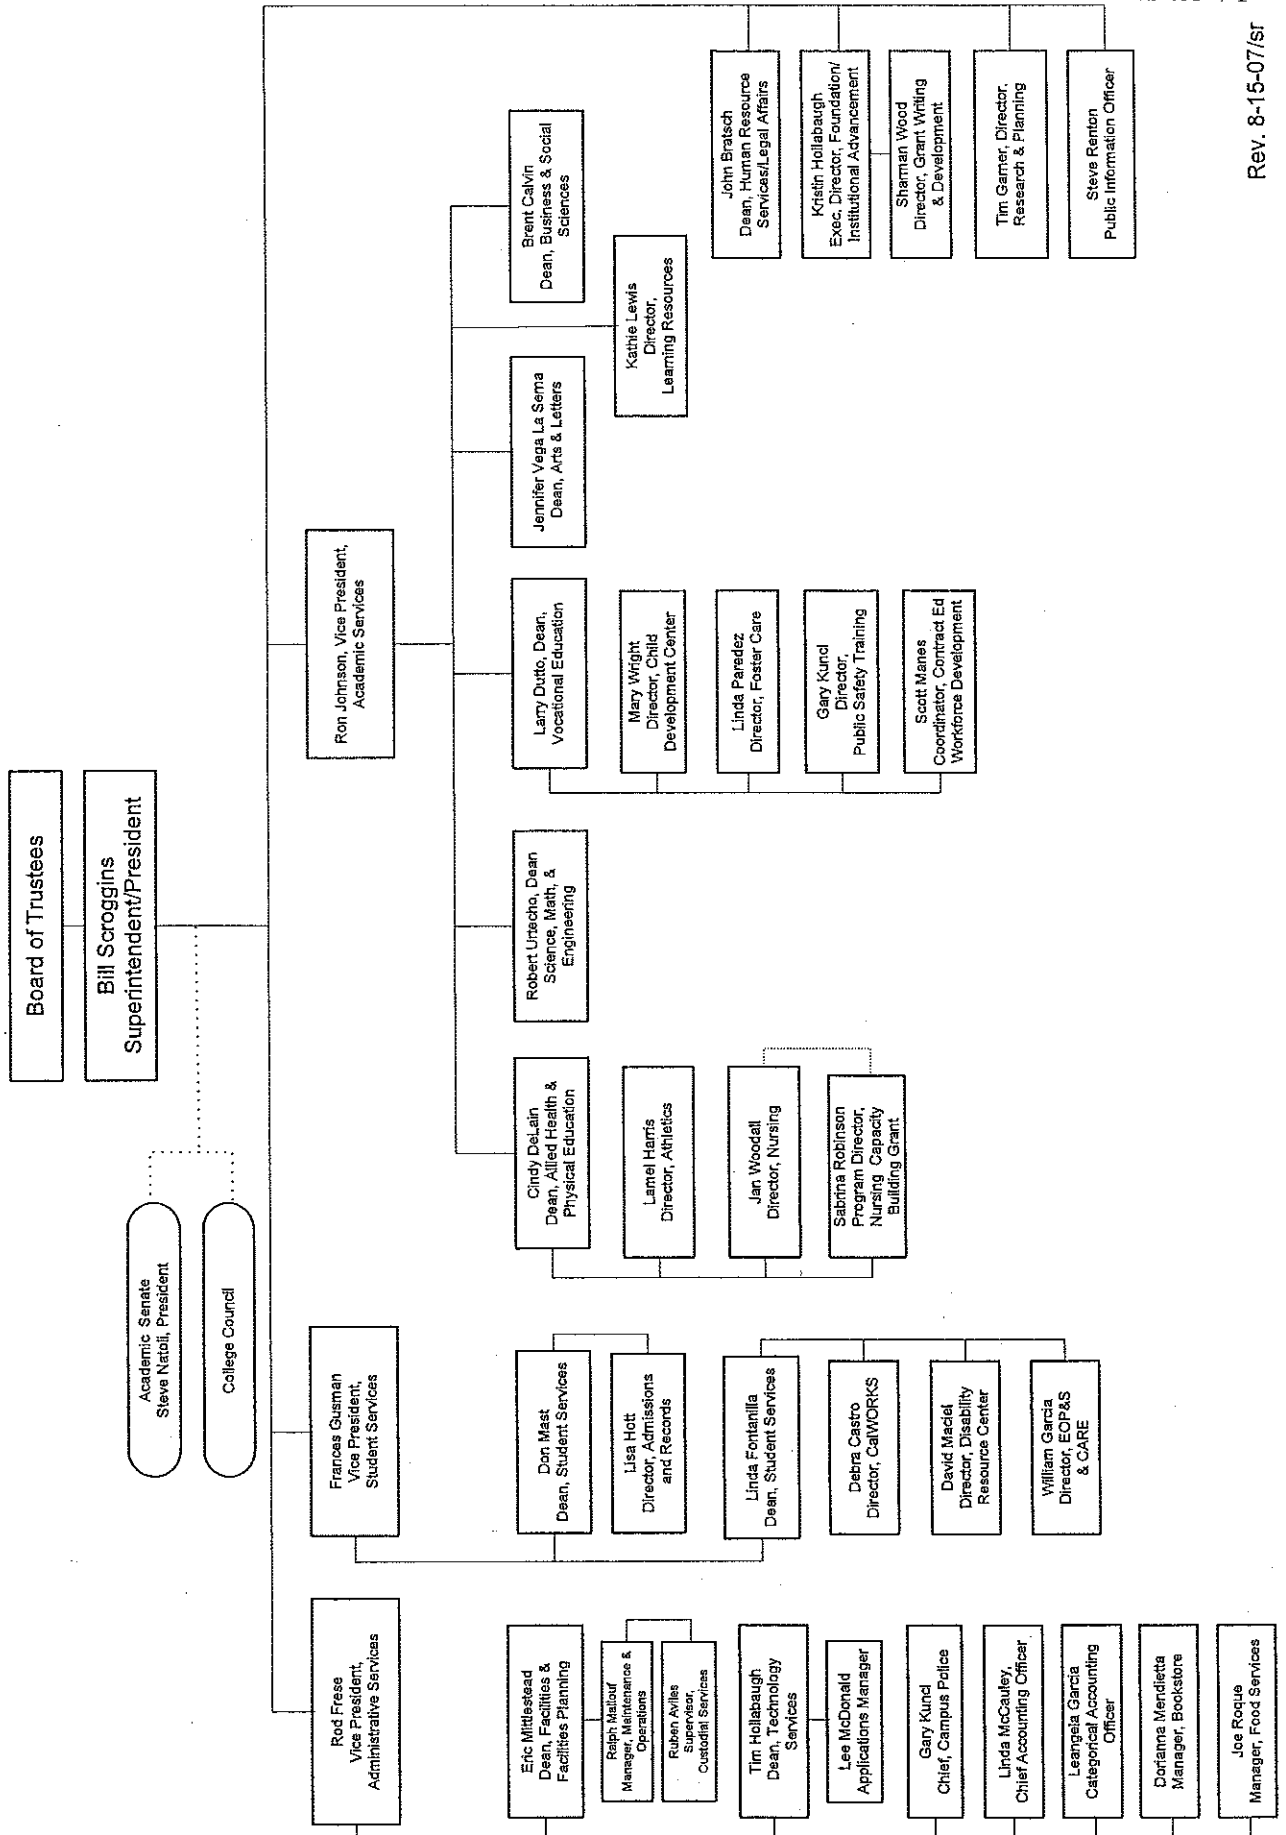 Board of Trustees
Bill Scroggins
Superintendent/President
Academic Senate
Steve Natoli, President
College Council
Rod Frese
Vice President,
Administrative Services
Frances Gusman
Vice President,
Student Services
Ron Johnson, Vice President,
Academic Services
Eric Mittlestead
Dean, Facilities &
Facilities Planning
Ralph Mallouf
Manager, Maintenance &
Operations
Ruben Aviles
Supervisor,
Custodial Services
Tim Hollabaugh
Dean, Technology
Services
Lee McDonald
Applications Manager
Gary Kuncl
Chief, Campus Police
Linda McCauley,
Chief Accounting Officer
Leangela Garcia
Categorical Accounting
Officer
Dorianna Mendietta
Manager, Bookstore
Joe Roque
Manager, Food Services
Don Mast
Dean, Student Services
Lisa Hott
Director, Admissions
and Records
Linda Fontanilla
Dean, Student Services
Debra Castro
Director, CalWORKS
David Maciel
Director, Disability
Resource Center
William Garcia
Director, EOP&S
& CARE
Cindy DeLain
Dean, Allied Health &
Physical Education
Lamel Harris
Director, Athletics
Jan Woodall
Director, Nursing
Sabrina Robinson
Program Director,
Nursing Capacity
Building Grant
Robert Urtecho, Dean
Science, Math, &
Engineering
Larry Dutto, Dean,
Vocational Education
Mary Wright
Director, Child
Development Center
Linda Paredez
Director, Foster Care
Gary Kuncl
Director,
Public Safety Training
Scott Manes
Coordinator, Contract Ed
Workforce Development
Jennifer Vega La Serna
Dean, Arts & Letters
Kathie Lewis
Director,
Learning Resources
Brent Calvin
Dean, Business & Social
Sciences
John Bratsch
Dean, Human Resource
Services/Legal Affairs
Kristin Hollabaugh
Exec, Director, Foundation/
Institutional Advancement
Sharman Wood
Director, Grant Writing
& Development
Tim Garner, Director,
Research & Planning
Steve Renton
Public Information Officer
Rev. 8-15-07/sr